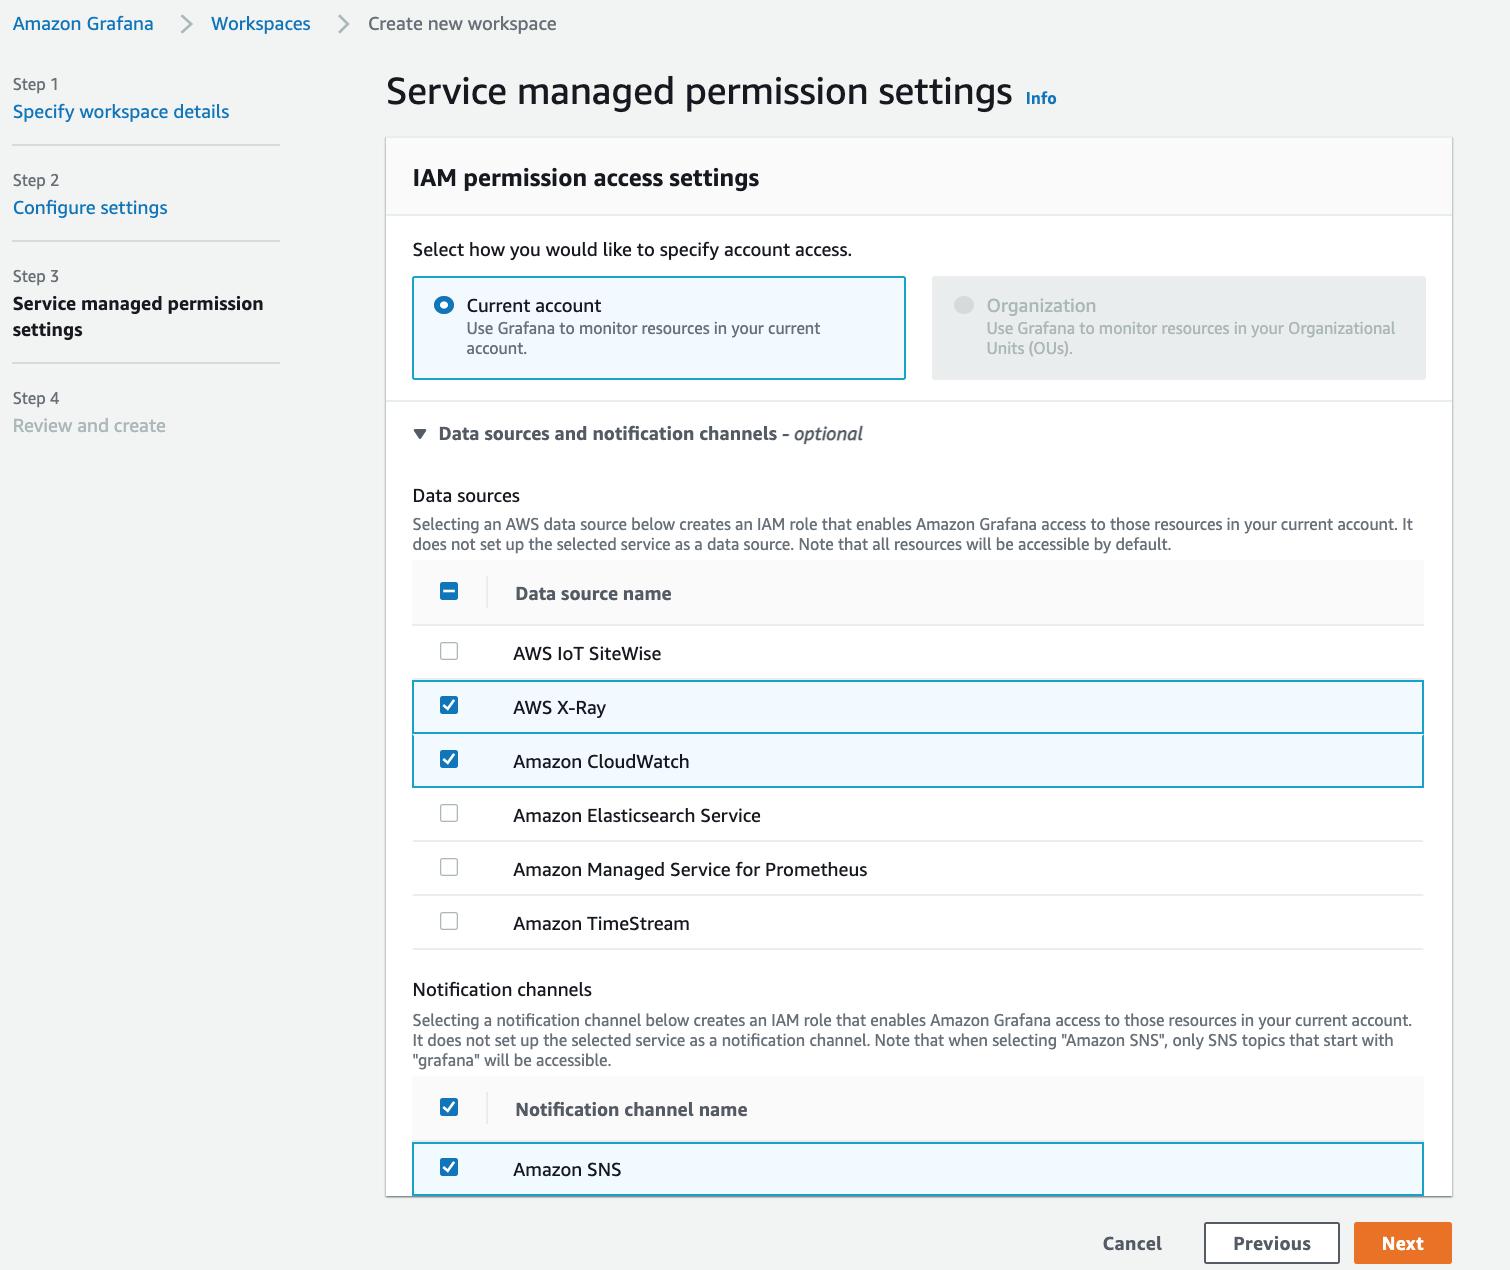 Amazon Grafana
Workspaces
Create new workspace
Step 1
Specify workspace details
Step 2
Configure settings
Step 3
Service managed permission
settings
Step 4
Review and create
Service managed permission settings Info
IAM permission access settings
Select how you would like to specify account access.
Current account
Use Grafana to monitor resources in your current
account.
Organization
Use Grafana to monitor resources in your Organizational
Units (OUs).
Data sources and notification channels - optional
Data sources
Selecting an AWS data source below creates an IAM role that enables Amazon Grafana access to those resources in your current account. It
does not set up the selected service as a data source. Note that all resources will be accessible by default.
Data source name
AWS IoT SiteWise
AWS X-Ray
Amazon CloudWatch
Amazon Elasticsearch Service
Amazon Managed Service for Prometheus
Amazon TimeStream
Notification channels
Selecting a notification channel below creates an IAM role that enables Amazon Grafana access to those resources in your current account.
It does not set up the selected service as a notification channel. Note that when selecting "Amazon SNS", only SNS topics that start with
"grafana" will be accessible.
Notification channel name
Amazon SNS
Cancel
Previous
Next